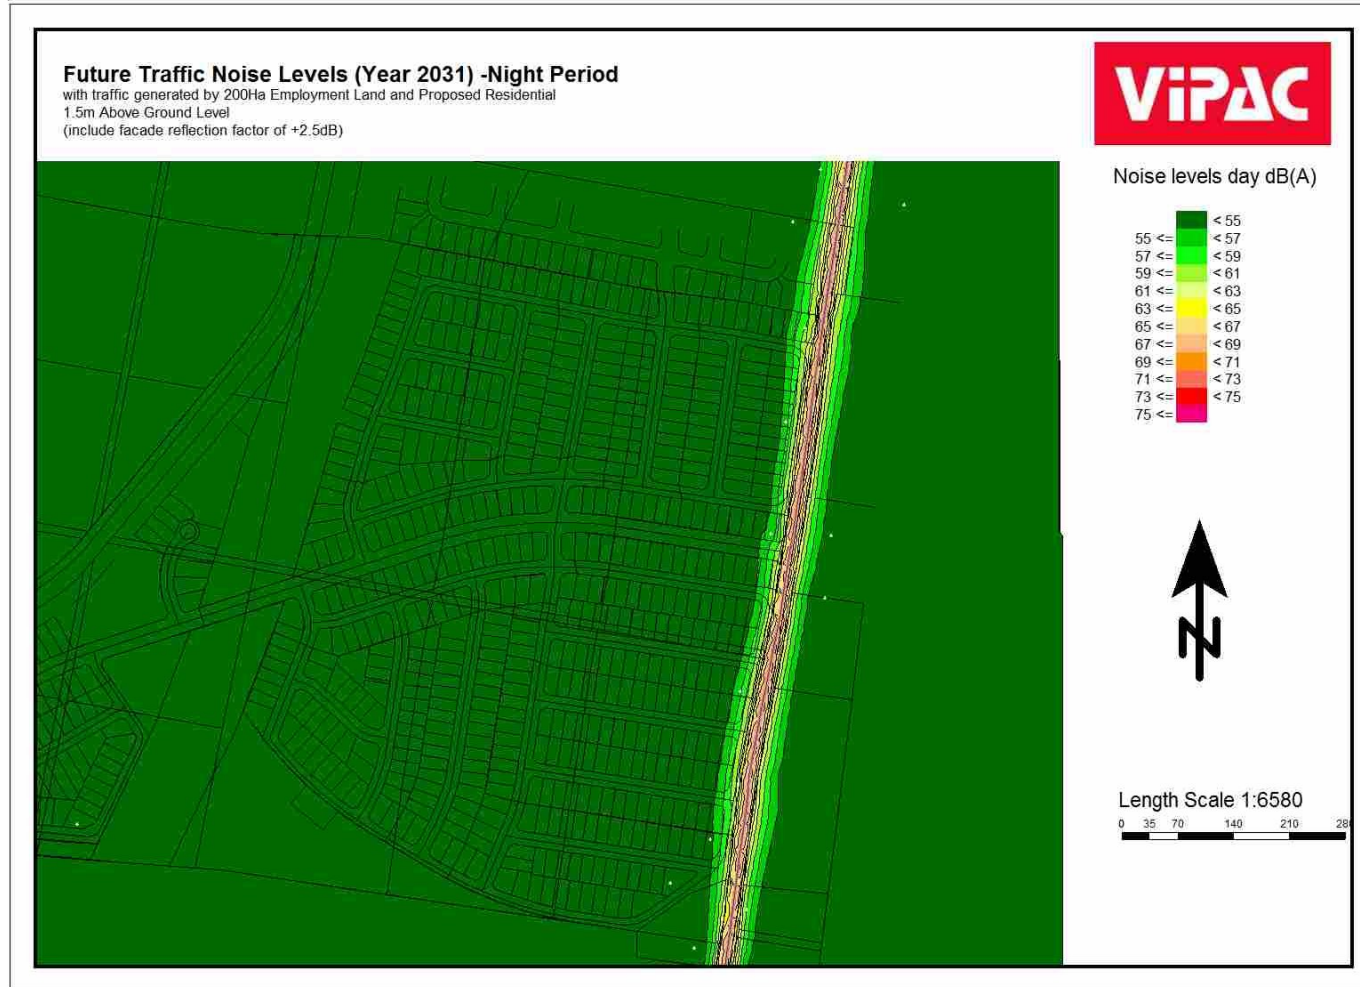 Future Traffic Noise Levels (Year 2031) -Night Period
with traffic generated by 200Ha Employment Land and Proposed Residential
1.5m Above Ground Level
(include facade reflection factor of +2.5dB)
ViPAC
Noise levels day dB(A)
< 55
55 <= < 57
57 <= < 59
59 <= < 61
61 <= < 63
63 <= < 65
65 <= < 67
67 <= < 69
69 <= < 71
71 <= < 73
73 <= < 75
75 <=
N
Length Scale 1:6580
0 35 70 140 210 280